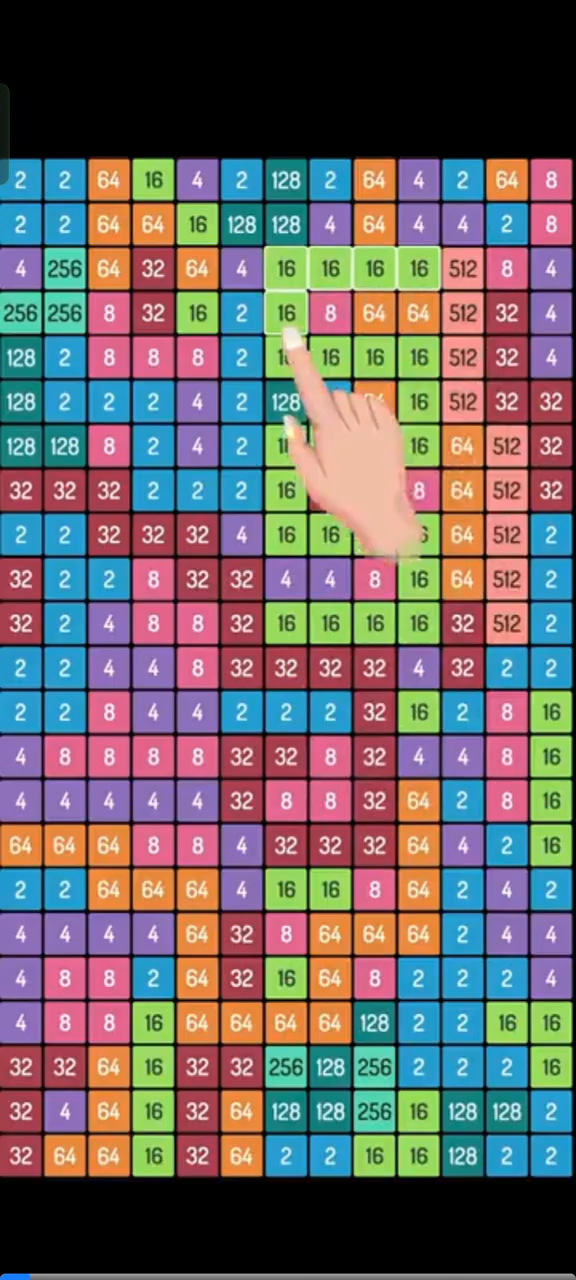 2 2 64 16 4 2 128 2 64 4 2 64 8
2 2 64 64 16 128 128 4 64 4 4 2 8
4 256 64 32 64 4 16 16 16 16 512 8 4
256 256 8 32 16 2 16 8 64 64 512 32 4
128 2 8 8 8 2 16 16 16 512 32 4
128 2 2 2 4 2 128 16 512 32 32
128 128 8 2 4 2 16 64 512 32
32 32 32 2 2 2 16 8 64 512 32
2 2 32 32 32 4 16 16 64 512 2
32 2 2 8 32 32 4 4 8 16 64 512 2
32 2 4 8 8 32 16 16 16 16 32 512 2
2 2 4 4 8 32 32 32 32 4 32 2 2
2 2 8 4 4 2 2 2 32 16 2 8 16
4 8 8 8 8 32 32 8 32 4 4 8 16
4 4 4 4 4 32 8 8 32 64 2 8 16
64 64 64 8 8 4 32 32 32 64 4 2 16
2 2 64 64 64 4 16 16 8 64 2 4 2
4 4 4 4 64 32 8 64 64 64 2 4 4
4 8 8 2 64 32 16 64 8 2 2 2 4
4 8 8 16 64 64 64 64 128 2 2 16 16
32 32 64 16 32 32 256 128 256 2 2 2 16
32 4 64 16 32 64 128 128 256 16 128 128 2
32 64 64 16 32 64 2 2 16 16 128 2 2